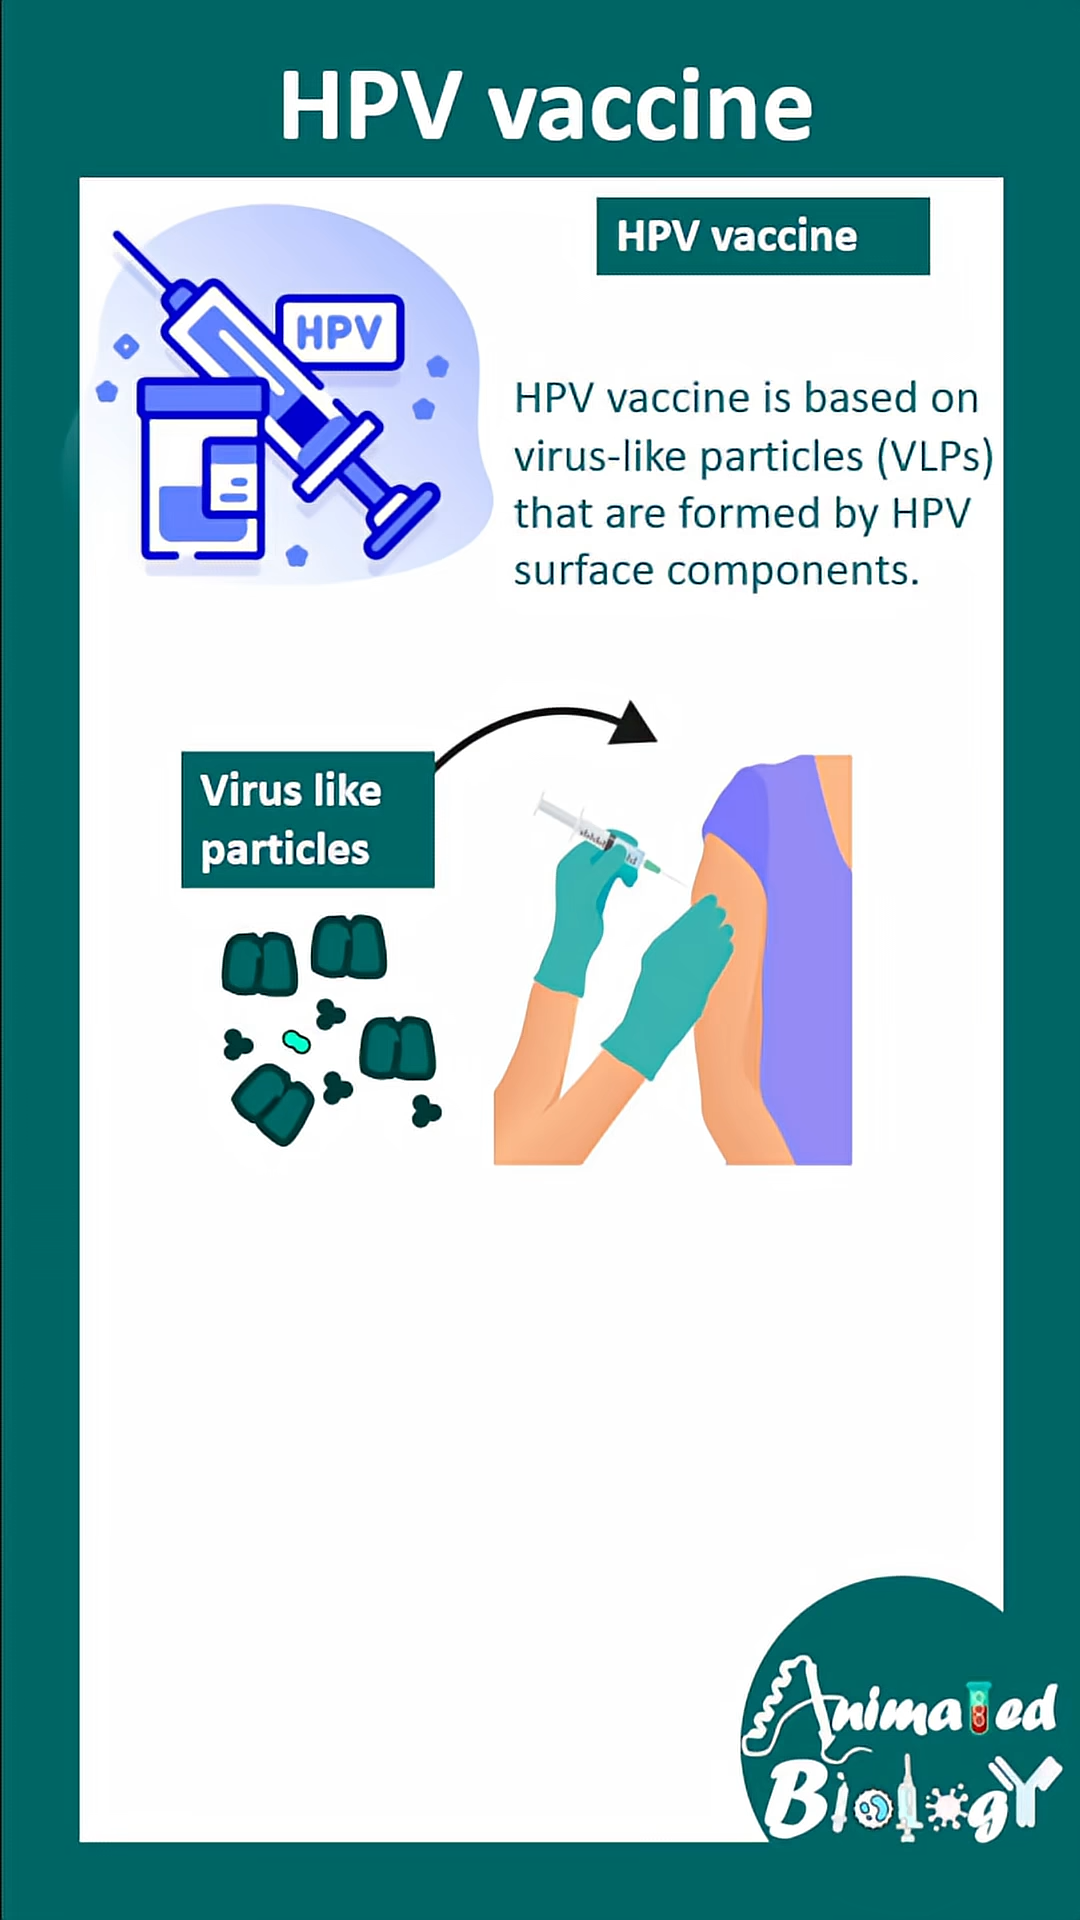 HPV vaccine
HPV vaccine
HPV
HPV vaccine is based on
virus-like particles (VLPs)
that are formed by HPV
surface components.
Virus like
particles
Animated
Biology